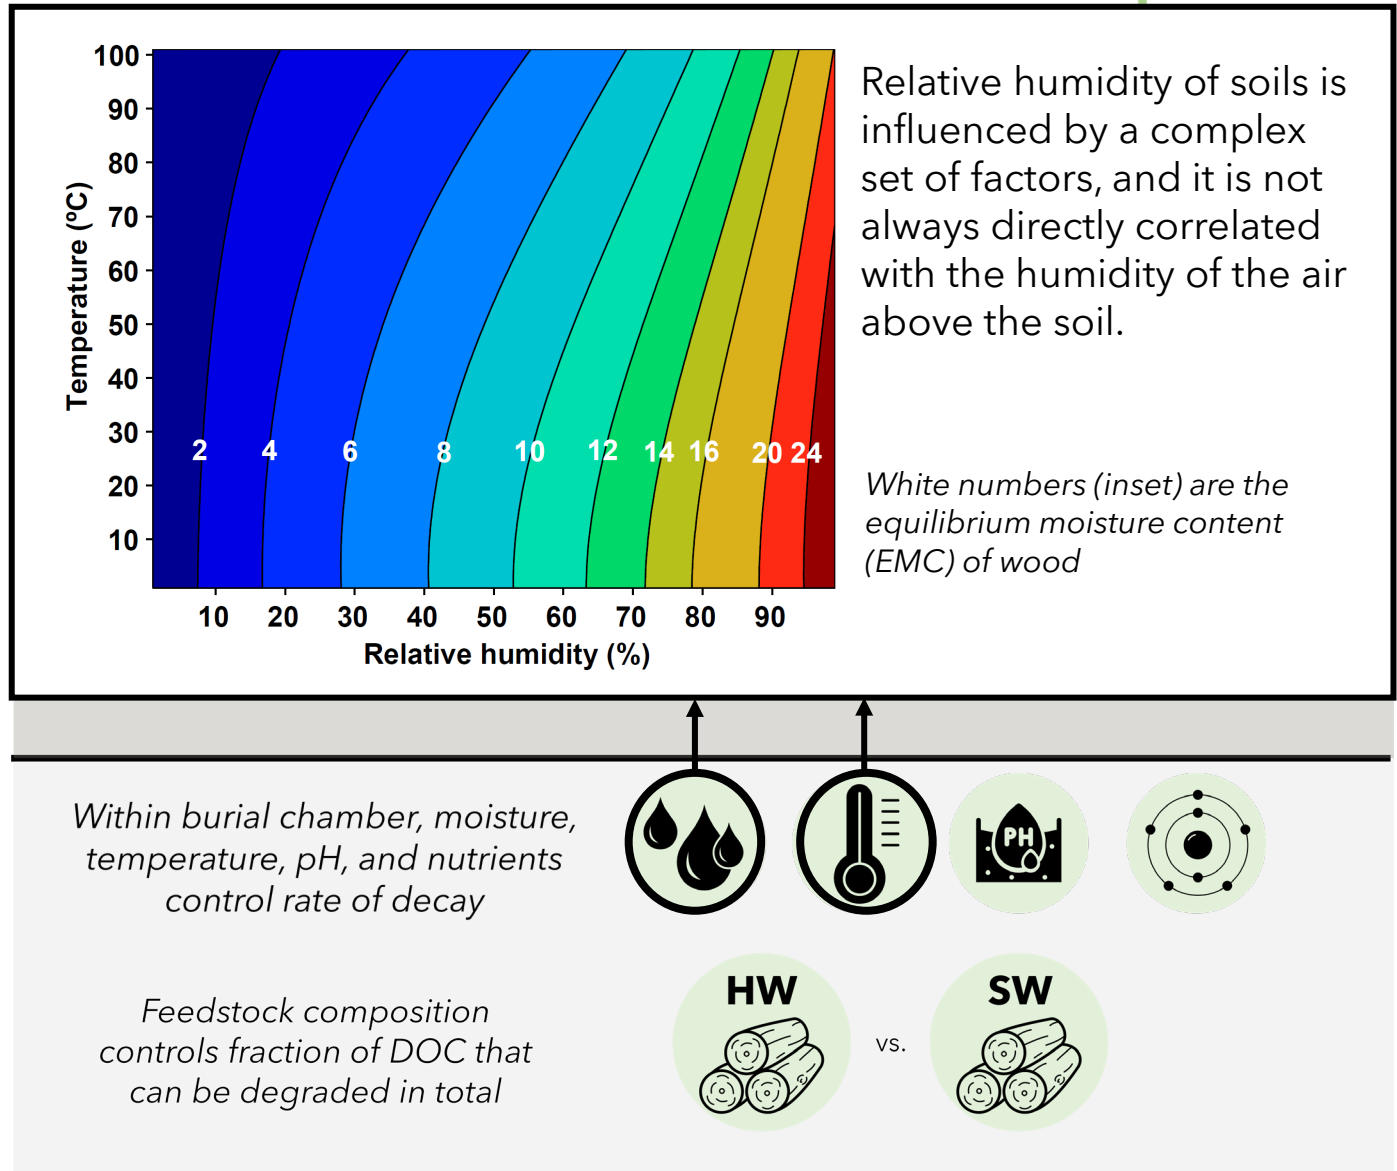 100
90
80
70
60
50
40
30
20
10
Temperature (ºC)
2 4 6 8 10 12 14 16 20 24
10 20 30 40 50 60 70 80 90
Relative humidity (%)
Relative humidity of soils is
influenced by a complex
set of factors, and it is not
always directly correlated
with the humidity of the air
above the soil.
White numbers (inset) are the
equilibrium moisture content
(EMC) of wood
Within burial chamber, moisture,
temperature, pH, and nutrients
control rate of decay
PH
Feedstock composition
controls fraction of DOC that
can be degraded in total
HW
vs.
SW